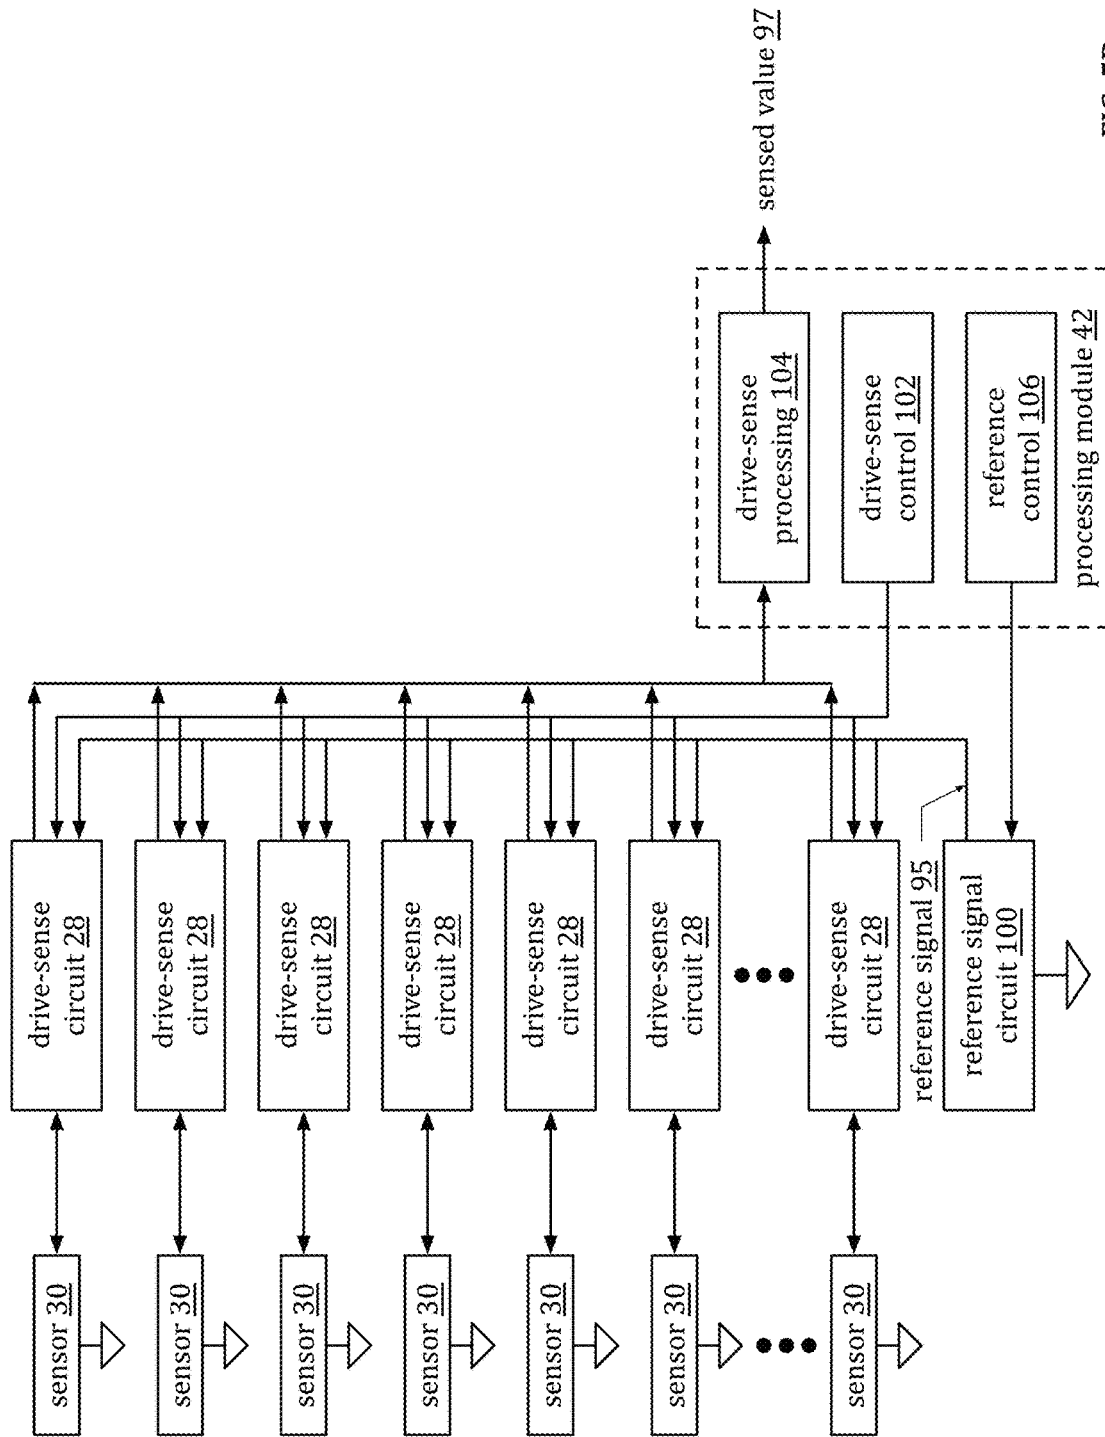 sensor 30
drive-sense
circuit 28
sensor 30
drive-sense
circuit 28
sensor 30
drive-sense
circuit 28
sensor 30
drive-sense
circuit 28
sensor 30
drive-sense
circuit 28
sensor 30
drive-sense
circuit 28
drive-sense
processing 104
sensed value 97
sensor 30
drive-sense
circuit 28
drive-sense
control 102
reference signal 95
reference signal
circuit 100
reference
control 106
processing module 42
FIG.